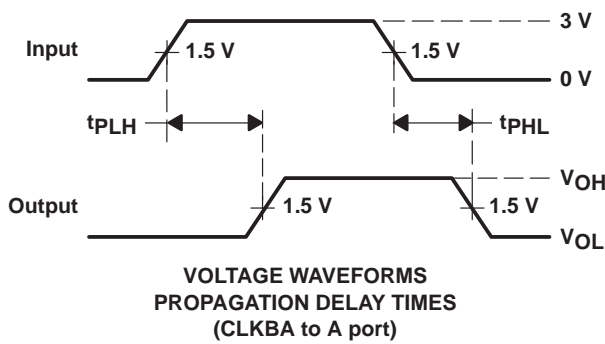 3 V
Input
1.5 V
1.5 V
0 V
tPLH
tPHL
VOH
Output
1.5 V
1.5 V
VOL
VOLTAGE WAVEFORMS
PROPAGATION DELAY TIMES
(CLKBA to A port)